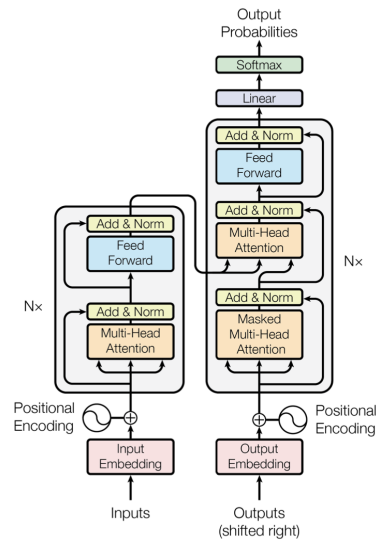 Output
Probabilities
Softmax
Linear
Add & Norm
Feed
Forward
Add & Norm
Multi-Head
Attention
Nx
Add & Norm
Masked
Multi-Head
Attention
Add & Norm
Feed
Forward
Nx
Add & Norm
Multi-Head
Attention
Positional
Encoding
Positional
Encoding
Input
Embedding
Output
Embedding
Inputs
Outputs
(shifted right)